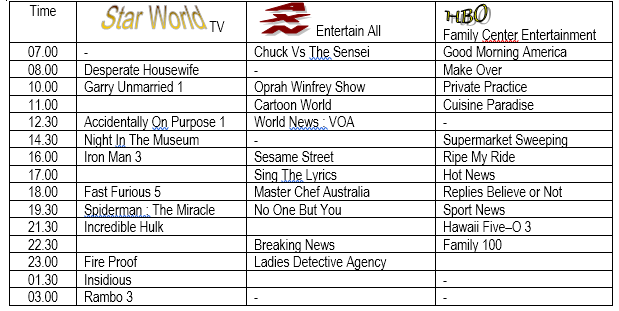 Time Star World TV AXN Entertain All HBO Family Center Entertainment
07.00 - Chuck Vs The Sensei Good Morning America
08.00 Desperate Housewife - Make Over
10.00 Garry Unmarried 1 Oprah Winfrey Show Private Practice
11.00 Cartoon World Cuisine Paradise
12.30 Accidentally On Purpose 1 World News : VOA -
14.30 Night In The Museum - Supermarket Sweeping
16.00 Iron Man 3 Sesame Street Ripe My Ride
17.00 Sing The Lyrics Hot News
18.00 Fast Furious 5 Master Chef Australia Replies Believe or Not
19.30 Spiderman : The Miracle No One But You Sport News
21.30 Incredible Hulk Hawaii Five–O 3
22.30 Breaking News Family 100
23.00 Fire Proof Ladies Detective Agency
01.30 Insidious -
03.00 Rambo 3 - -